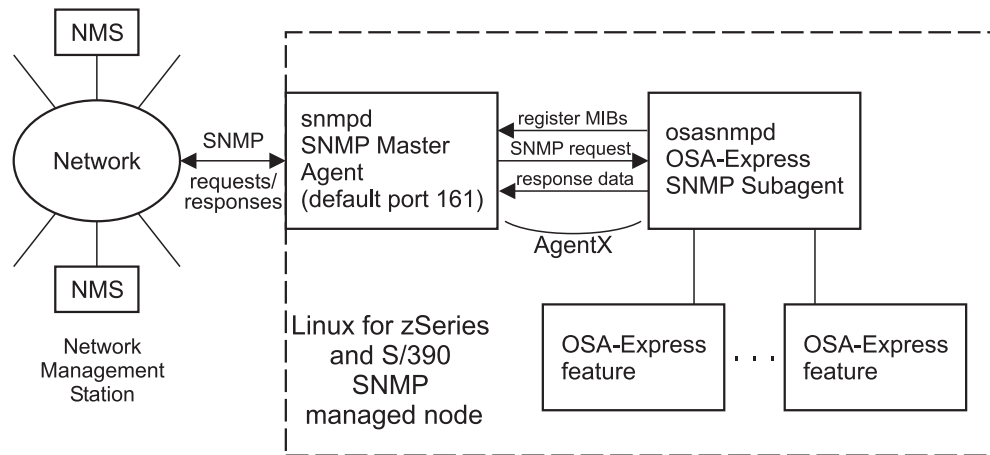 NMS
Network
NMS
Network
Management
Station
SNMP
requests/
responses
snmpd
SNMP Master
Agent
(default port 161)
register MIBs
SNMP request
response data
AgentX
osasnmpd
OSA-Express
SNMP Subagent
OSA-Express
feature
. . .
OSA-Express
feature
Linux for zSeries
and S/390
SNMP
managed node